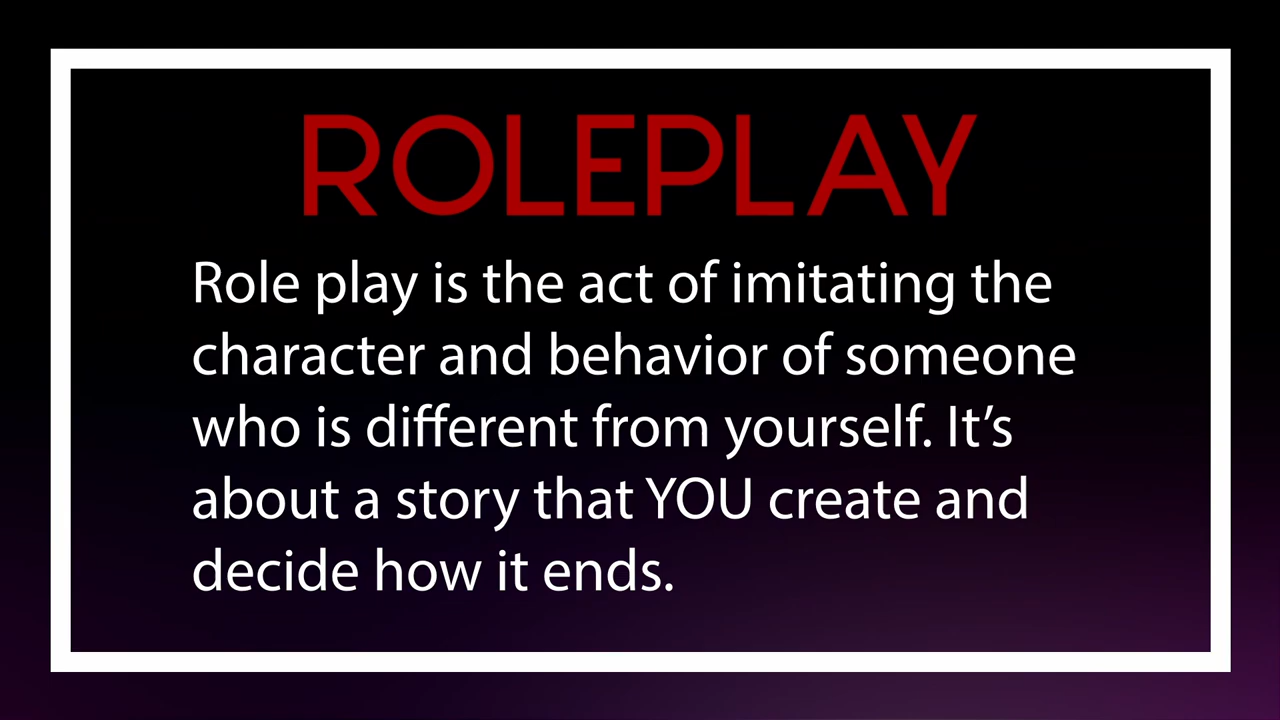 ROLEPLAY
Role play is the act of imitating the
character and behavior of someone
who is different from yourself. It’s
about a story that YOU create and
decide how it ends.